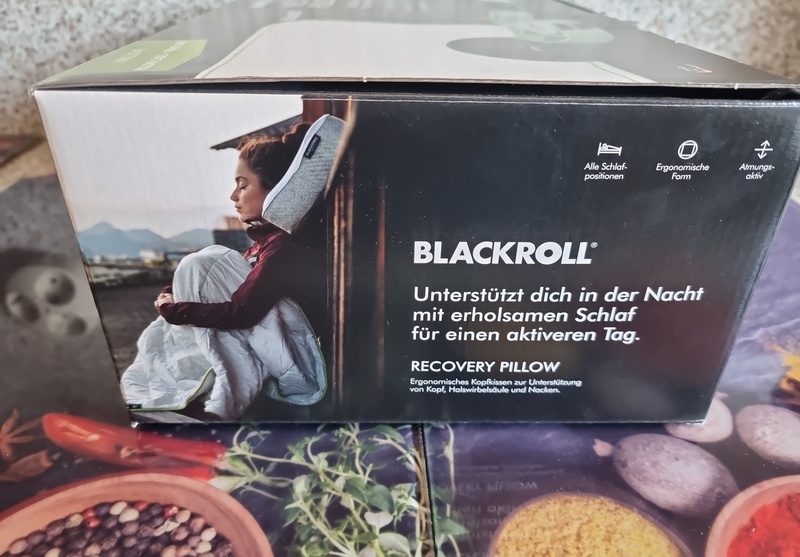 Alle Schlaf-
positionen
Ergonomische
Form
Atmungs-
aktiv
BLACKROLL®
Unterstützt dich in der Nacht
mit erholsamen Schlaf
für einen aktiveren Tag.
RECOVERY PILLOW
Ergonomisches Kopfkissen zur Unterstützung
von Kopf, Halswirbelsäule und Nacken.